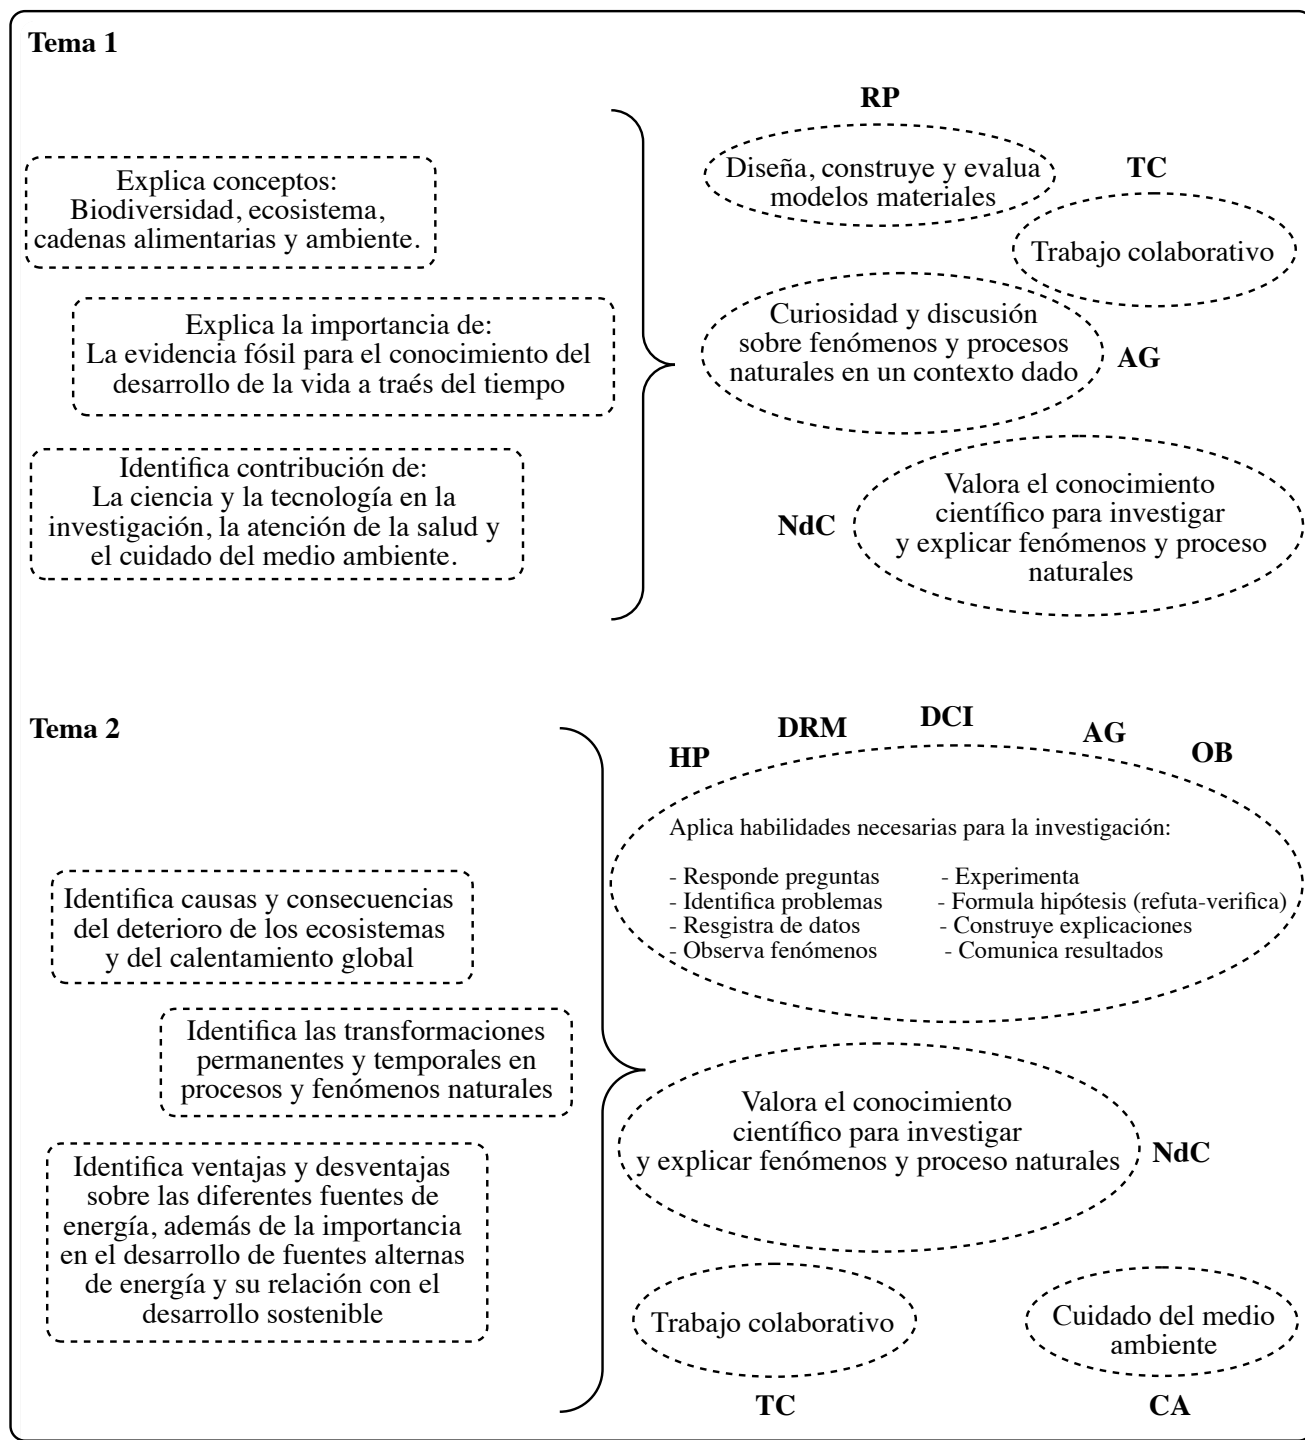 Tema 1
Explica conceptos:
Biodiversidad, ecosistema,
cadenas alimentarias y ambiente.
Explica la importancia de:
La evidencia fósil para el conocimiento del
desarrollo de la vida a traés del tiempo
Identifica contribución de:
La ciencia y la tecnología en la
investigación, la atención de la salud y
el cuidado del medio ambiente.
RP
Diseña, construye y evalua
modelos materiales
TC
Trabajo colaborativo
Curiosidad y discusión
sobre fenómenos y procesos
naturales en un contexto dado
AG
NdC
Valora el conocimiento
científico para investigar
y explicar fenómenos y proceso
naturales
Tema 2
Identifica causas y consecuencias
del deterioro de los ecosistemas
y del calentamiento global
Identifica las transformaciones
permanentes y temporales en
procesos y fenómenos naturales
Identifica ventajas y desventajas
sobre las diferentes fuentes de
energía, además de la importancia
en el desarrollo de fuentes alternas
de energía y su relación con el
desarrollo sostenible
HP
DRM
DCI
AG
OB
Aplica habilidades necesarias para la investigación:
- Responde preguntas
- Identifica problemas
- Resgistra de datos
- Observa fenómenos
- Experimenta
- Formula hipótesis (refuta-verifica)
- Construye explicaciones
- Comunica resultados
Valora el conocimiento
científico para investigar
y explicar fenómenos y proceso naturales
NdC
Trabajo colaborativo
TC
Cuidado del medio
ambiente
CA